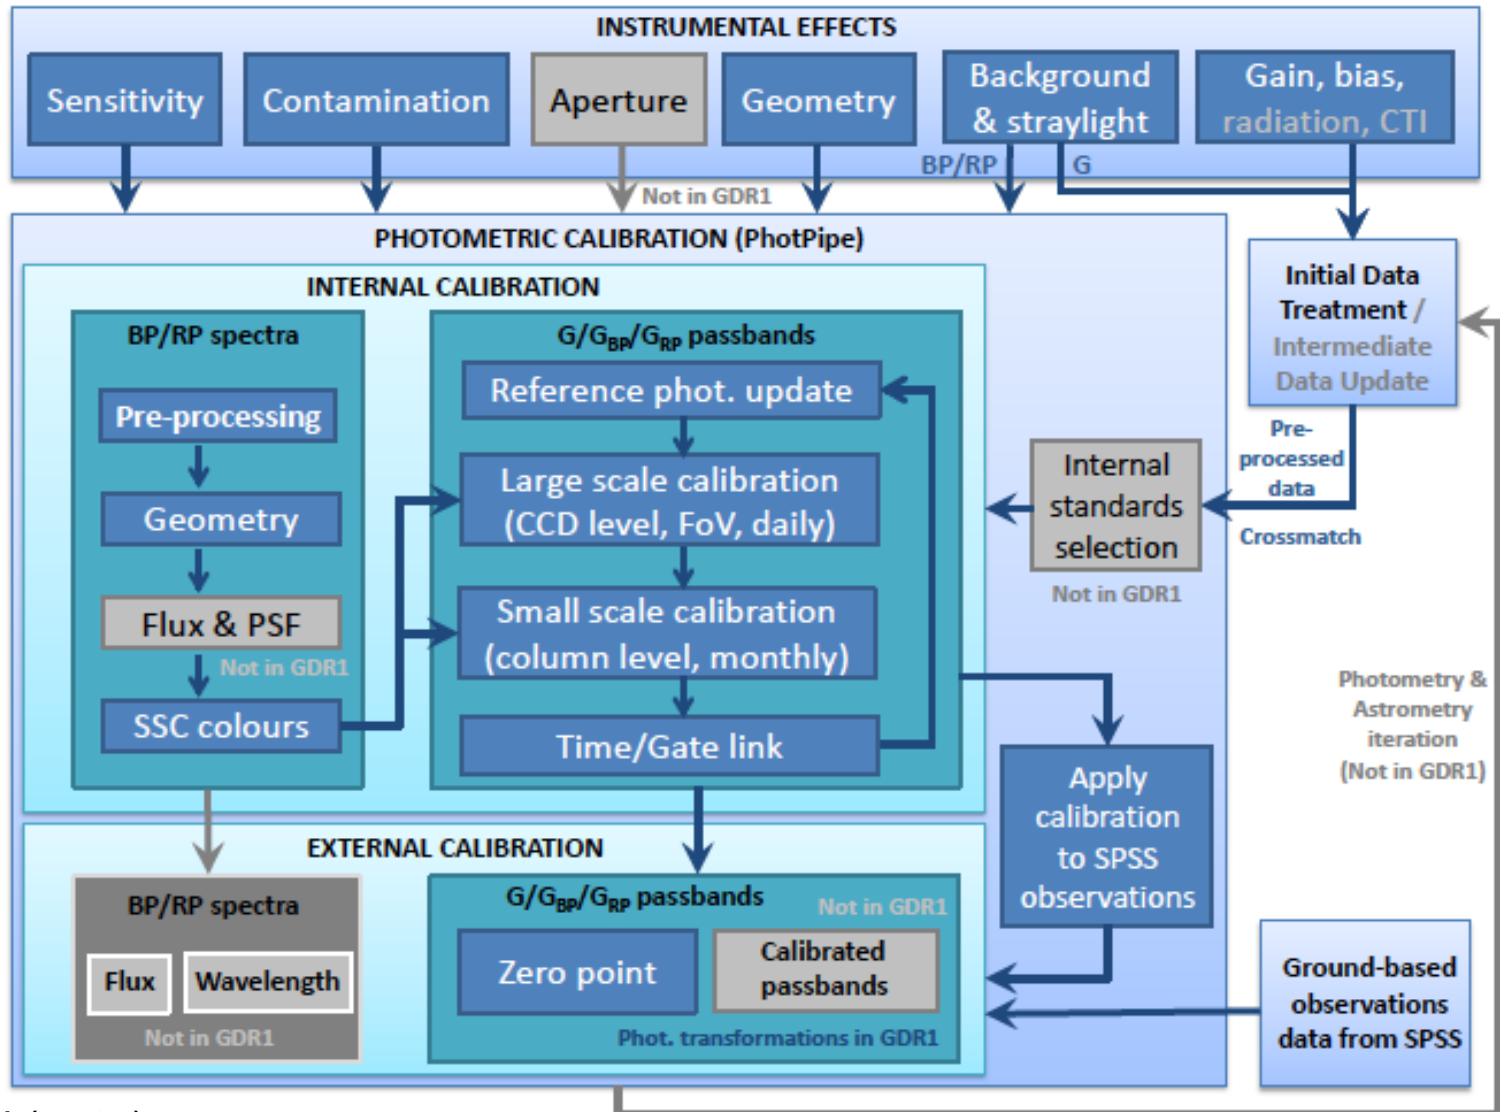 INSTRUMENTAL EFFECTS
Sensitivity
Contamination
Aperture
Geometry
Background
& straylight
Gain, bias,
radiation, CTI
BP/RP
G
Not in GDR1
PHOTOMETRIC CALIBRATION (PhotPipe)
INTERNAL CALIBRATION
BP/RP spectra
Pre-processing
Geometry
Flux & PSF
Not in GDR1
SSC colours
G/GBP/GRP passbands
Reference phot. update
Large scale calibration
(CCD level, FoV, daily)
Small scale calibration
(column level, monthly)
Time/Gate link
Initial Data
Treatment /
Intermediate
Data Update
Pre-
processed
data
Crossmatch
Internal
standards
selection
Not in GDR1
Photometry &
Astrometry
iteration
(Not in GDR1)
Apply
calibration
to SPSS
observations
EXTERNAL CALIBRATION
BP/RP spectra
Flux
Wavelength
Not in GDR1
G/GBP/GRP passbands
Not in GDR1
Zero point
Calibrated
passbands
Phot. transformations in GDR1
Ground-based
observations
data from SPSS